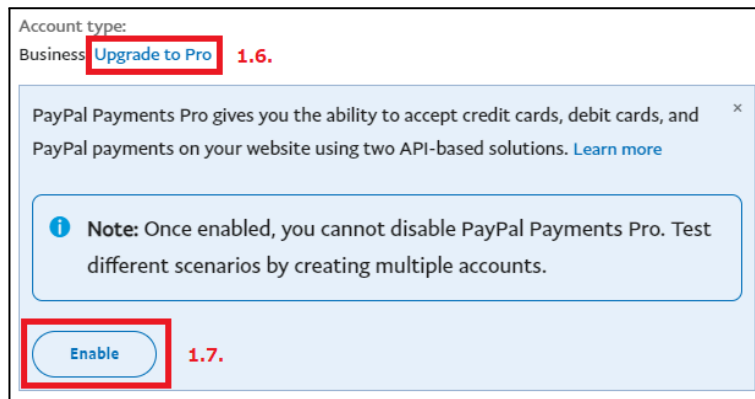 Account type:
Business Upgrade to Pro 1.6.
PayPal Payments Pro gives you the ability to accept credit cards, debit cards, and ×
PayPal payments on your website using two API-based solutions. Learn more
i Note: Once enabled, you cannot disable PayPal Payments Pro. Test
different scenarios by creating multiple accounts.
Enable 1.7.